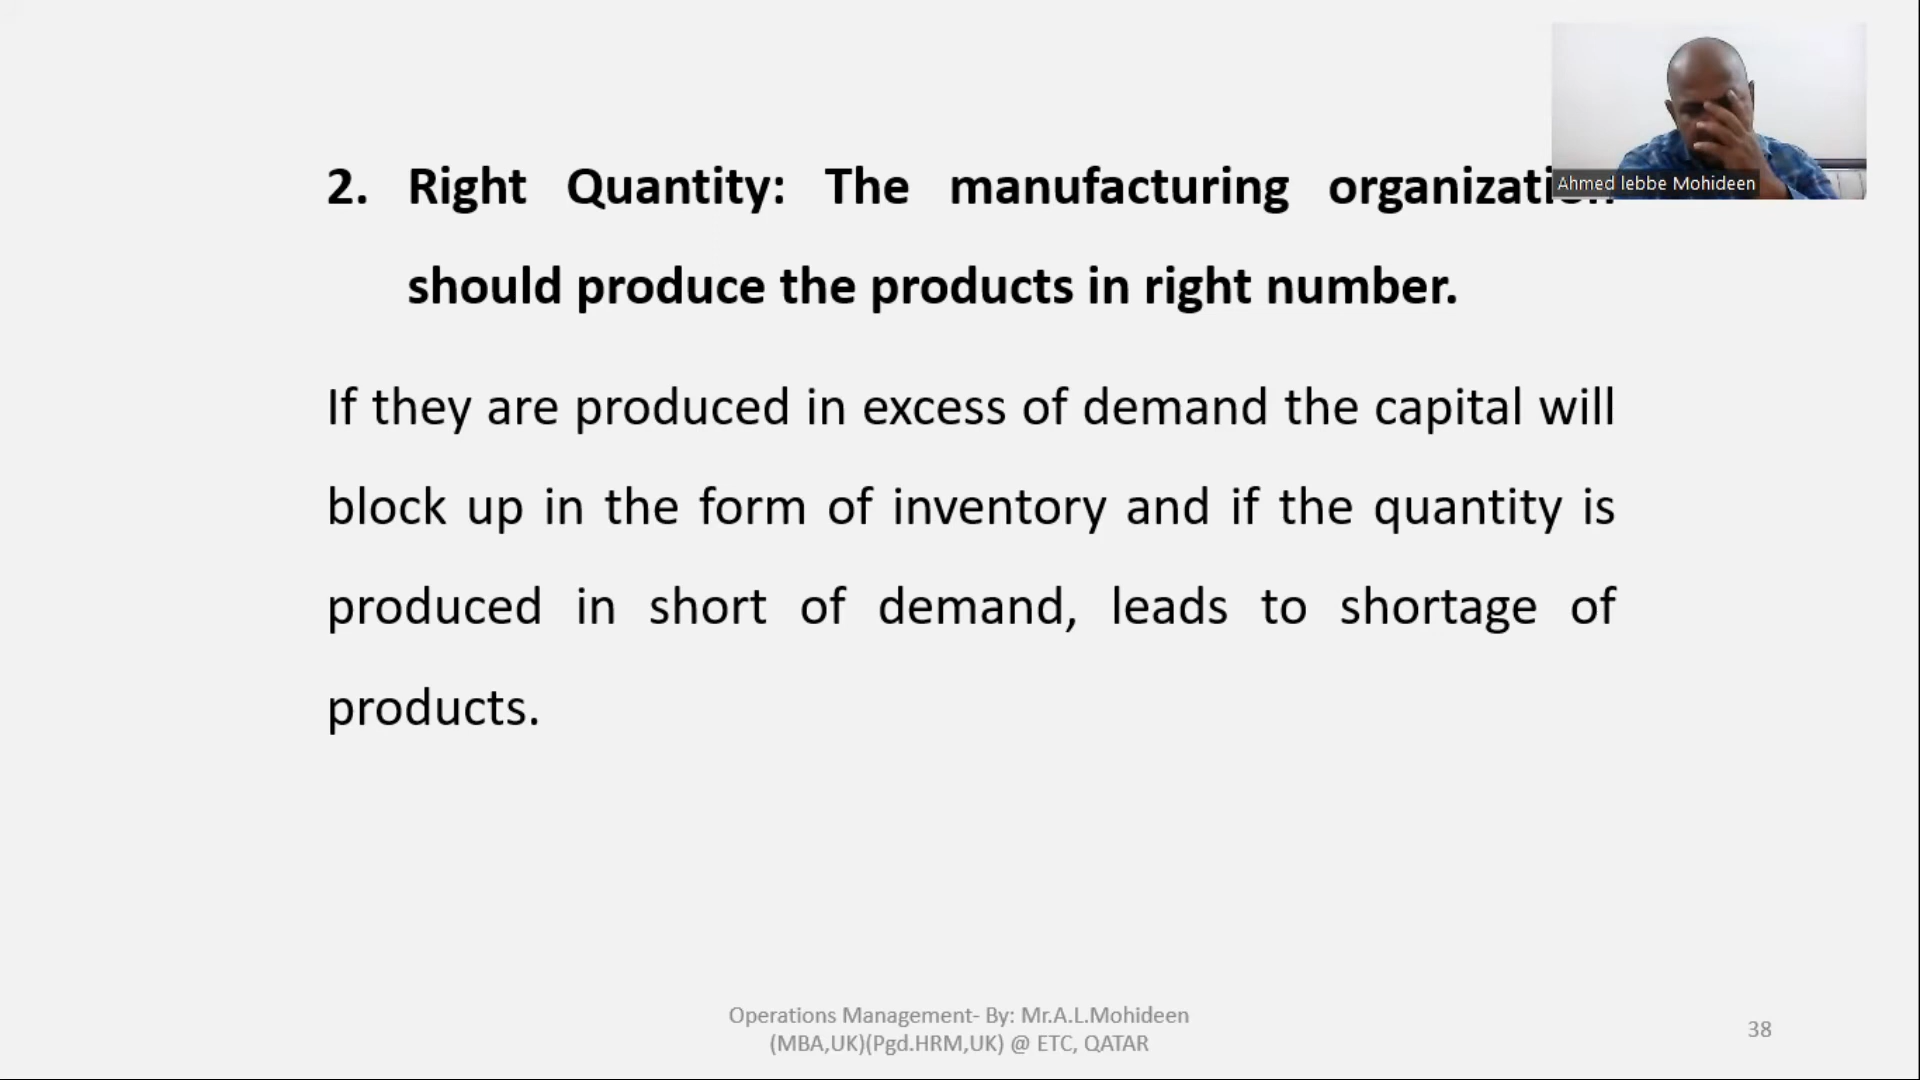 2. Right Quantity: The manufacturing organization
should produce the products in right number.
If they are produced in excess of demand the capital will
block up in the form of inventory and if the quantity is
produced in short of demand, leads to shortage of
products.
Ahmed lebbe Mohideen
Operations Management- By: Mr.A.L.Mohideen
(MBA,UK)(Pgd.HRM,UK) @ ETC, QATAR
38